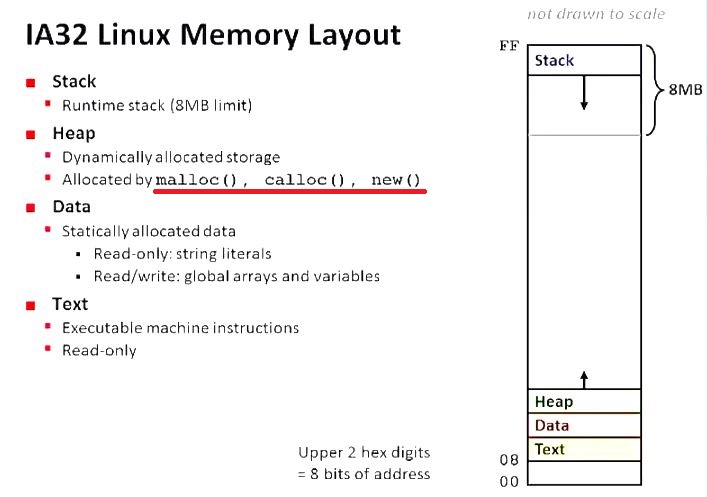 not drawn to scale
IA32 Linux Memory Layout
Stack
Runtime stack (8MB limit)
Heap
Dynamically allocated storage
Allocated by malloc(), calloc(), new()
Data
Statically allocated data
Read-only: string literals
Read/write: global arrays and variables
Text
Executable machine instructions
Read-only
Upper 2 hex digits
= 8 bits of address
FF
Stack
8MB
Heap
Data
Text
08
00